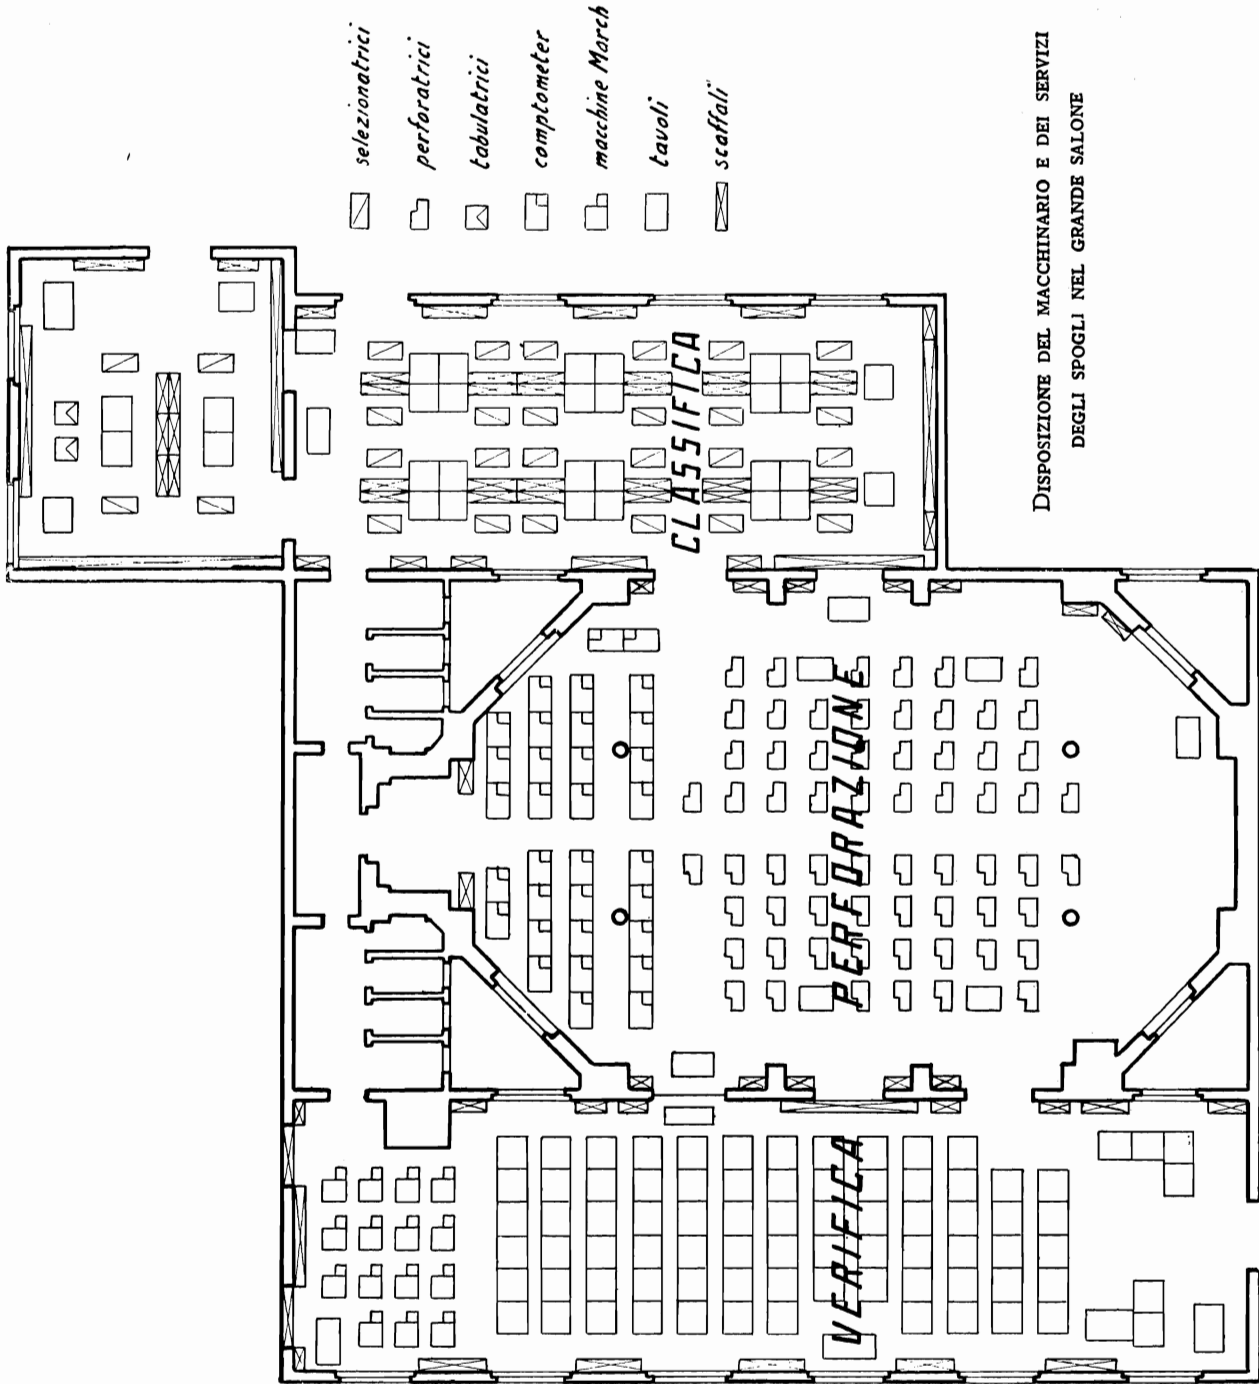 selezionatrici
perforatrici
tabulatrici
comptometer
macchine March
tavoli
scaffali
CLASSIFICA
PERFORAZIONE
VERIFICA
DISPOSIZIONE DEL MACCHINARIO E DEI SERVIZI
DEGLI SPOGLI NEL GRANDE SALONE